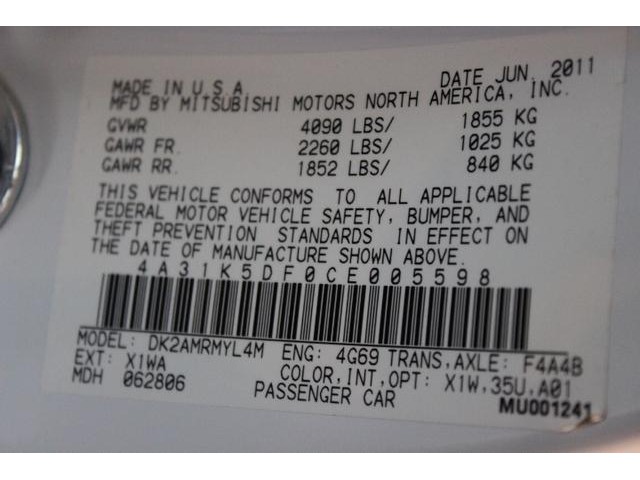 MADE IN U.S.A. DATE JUN, 2011
MFD BY MITSUBISHI MOTORS NORTH AMERICA, INC.
GVWR 4090 LBS/ 1855 KG
GAWR FR. 2260 LBS/ 1025 KG
GAWR RR. 1852 LBS/ 840 KG
THIS VEHICLE CONFORMS TO ALL APPLICABLE
FEDERAL MOTOR VEHICLE SAFETY, BUMPER, AND
THEFT PREVENTION STANDARDS IN EFFECT ON
THE DATE OF MANUFACTURE SHOWN ABOVE.
4A31K5DF0CE005598
MODEL: DK2AMRMYL4M ENG: 4G69 TRANS,AXLE: F4A4B
EXT: X1WA COLOR,INT,OPT: X1W,35U,A01
MDH 062806 PASSENGER CAR
MU001241